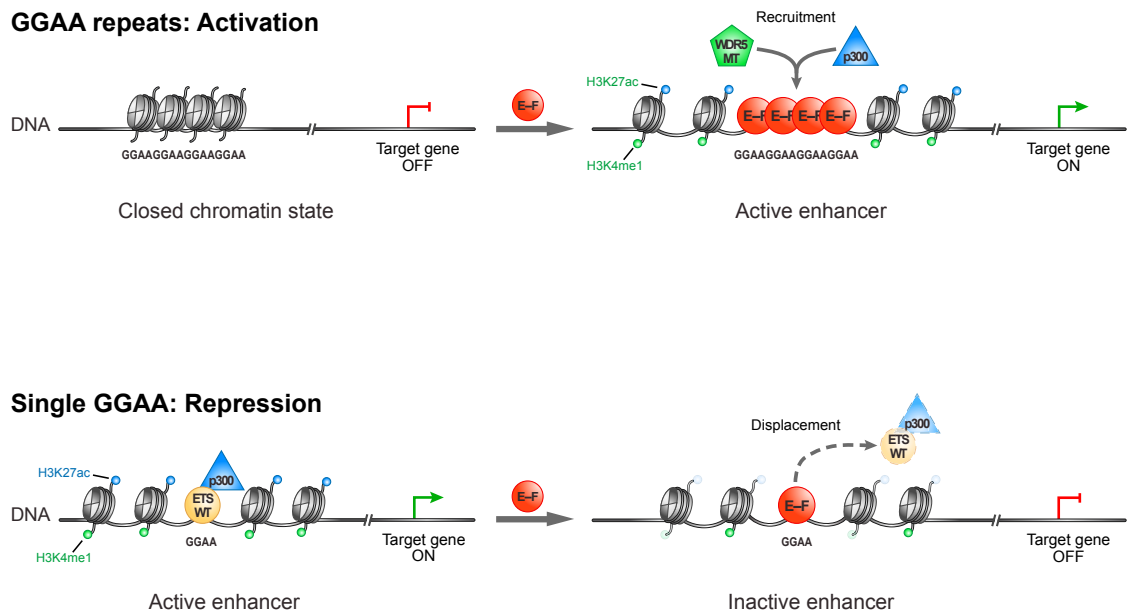 GGAA repeats: Activation
Recruitment
WDR5
MT
p300
H3K27ac
E–F
E–F E–F E–F E–F
DNA
GGAAGGAAGGAAGGAA
Target gene
OFF
H3K4me1
GGAAGGAAGGAAGGAA
Target gene
ON
Closed chromatin state
Active enhancer
Single GGAA: Repression
Displacement
p300
ETS
WT
H3K27ac
p300
ETS
WT
E–F
E–F
DNA
GGAA
Target gene
ON
GGAA
Target gene
OFF
H3K4me1
Active enhancer
Inactive enhancer